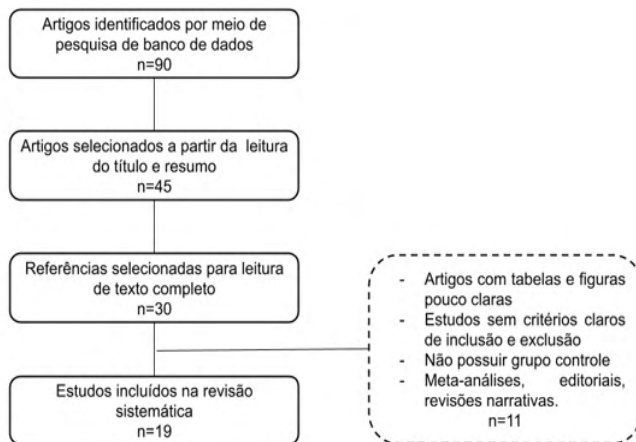 Artigos identificados por meio de
pesquisa de banco de dados
n=90
Artigos selecionados a partir da leitura
do título e resumo
n=45
Referências selecionadas para leitura
de texto completo
n=30
- Artigos com tabelas e figuras
pouco claras
- Estudos sem critérios claros
de inclusão e exclusão
- Não possuir grupo controle
- Meta-análises, editoriais,
revisões narrativas.
n=11
Estudos incluídos na revisão
sistemática
n=19